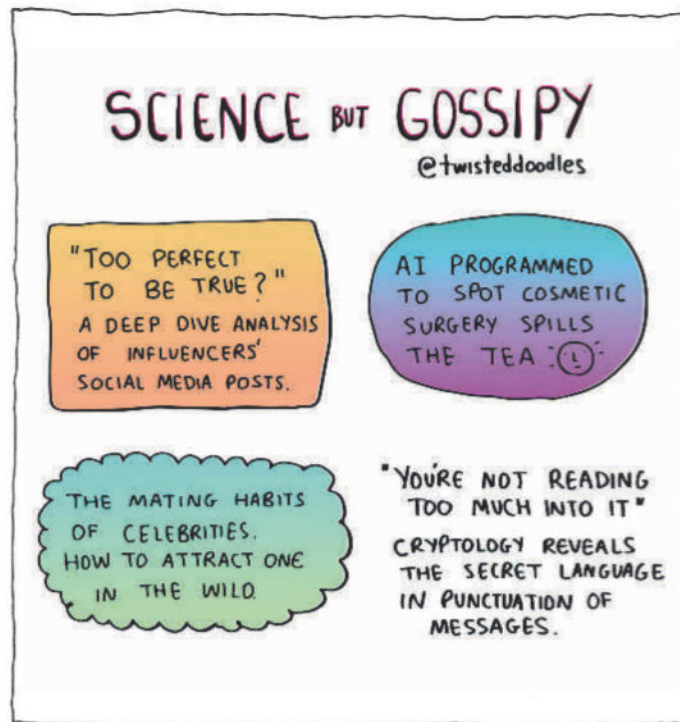 SCIENCE BUT GOSSIPY
@twisteddoodles
"TOO PERFECT
TO BE TRUE?"
A DEEP DIVE ANALYSIS
OF INFLUENCERS'
SOCIAL MEDIA POSTS.
AI PROGRAMMED
TO SPOT COSMETIC
SURGERY SPILLS
THE TEA
THE MATING HABITS
OF CELEBRITIES.
HOW TO ATTRACT ONE
IN THE WILD.
"YOU'RE NOT READING
TOO MUCH INTO IT"
CRYPTOLOGY REVEALS
THE SECRET LANGUAGE
IN PUNCTUATION OF
MESSAGES.